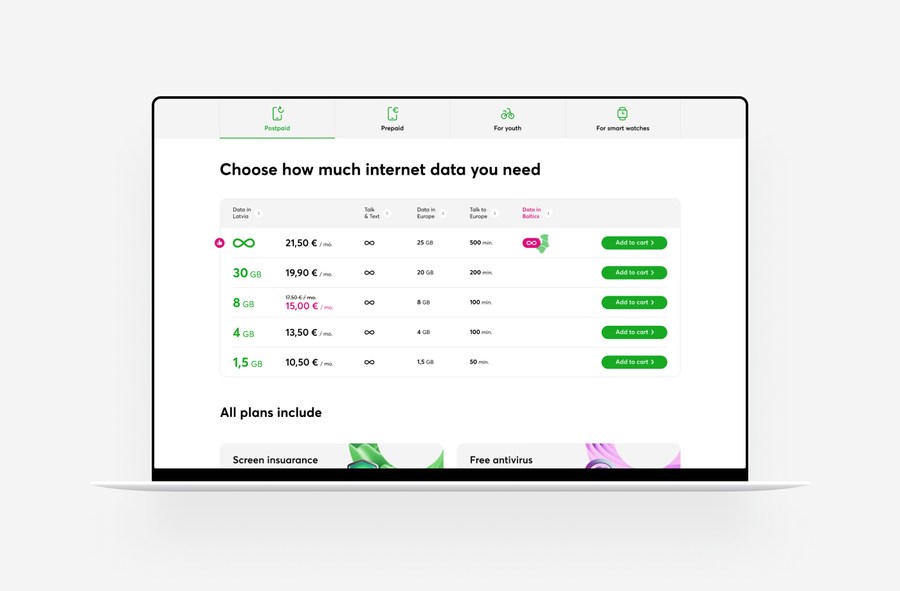 Postpaid
Prepaid
For youth
For smart watches
Choose how much internet data you need
Data in
Latvia
i
Talk
& Text
i
Data in
Europe
i
Talk to
Europe
i
Data in
Baltics
i
∞ 21,50 € / mo. ∞ 25 GB 500 min. ∞ Add to cart
30 GB 19,90 € / mo. ∞ 20 GB 200 min. Add to cart
17,50 € / mo.
8 GB 15,00 € / mo. ∞ 8 GB 100 min. Add to cart
4 GB 13,50 € / mo. ∞ 4 GB 100 min. Add to cart
1,5 GB 10,50 € / mo. ∞ 1,5 GB 50 min. Add to cart
All plans include
Screen insuarance
Free antivirus